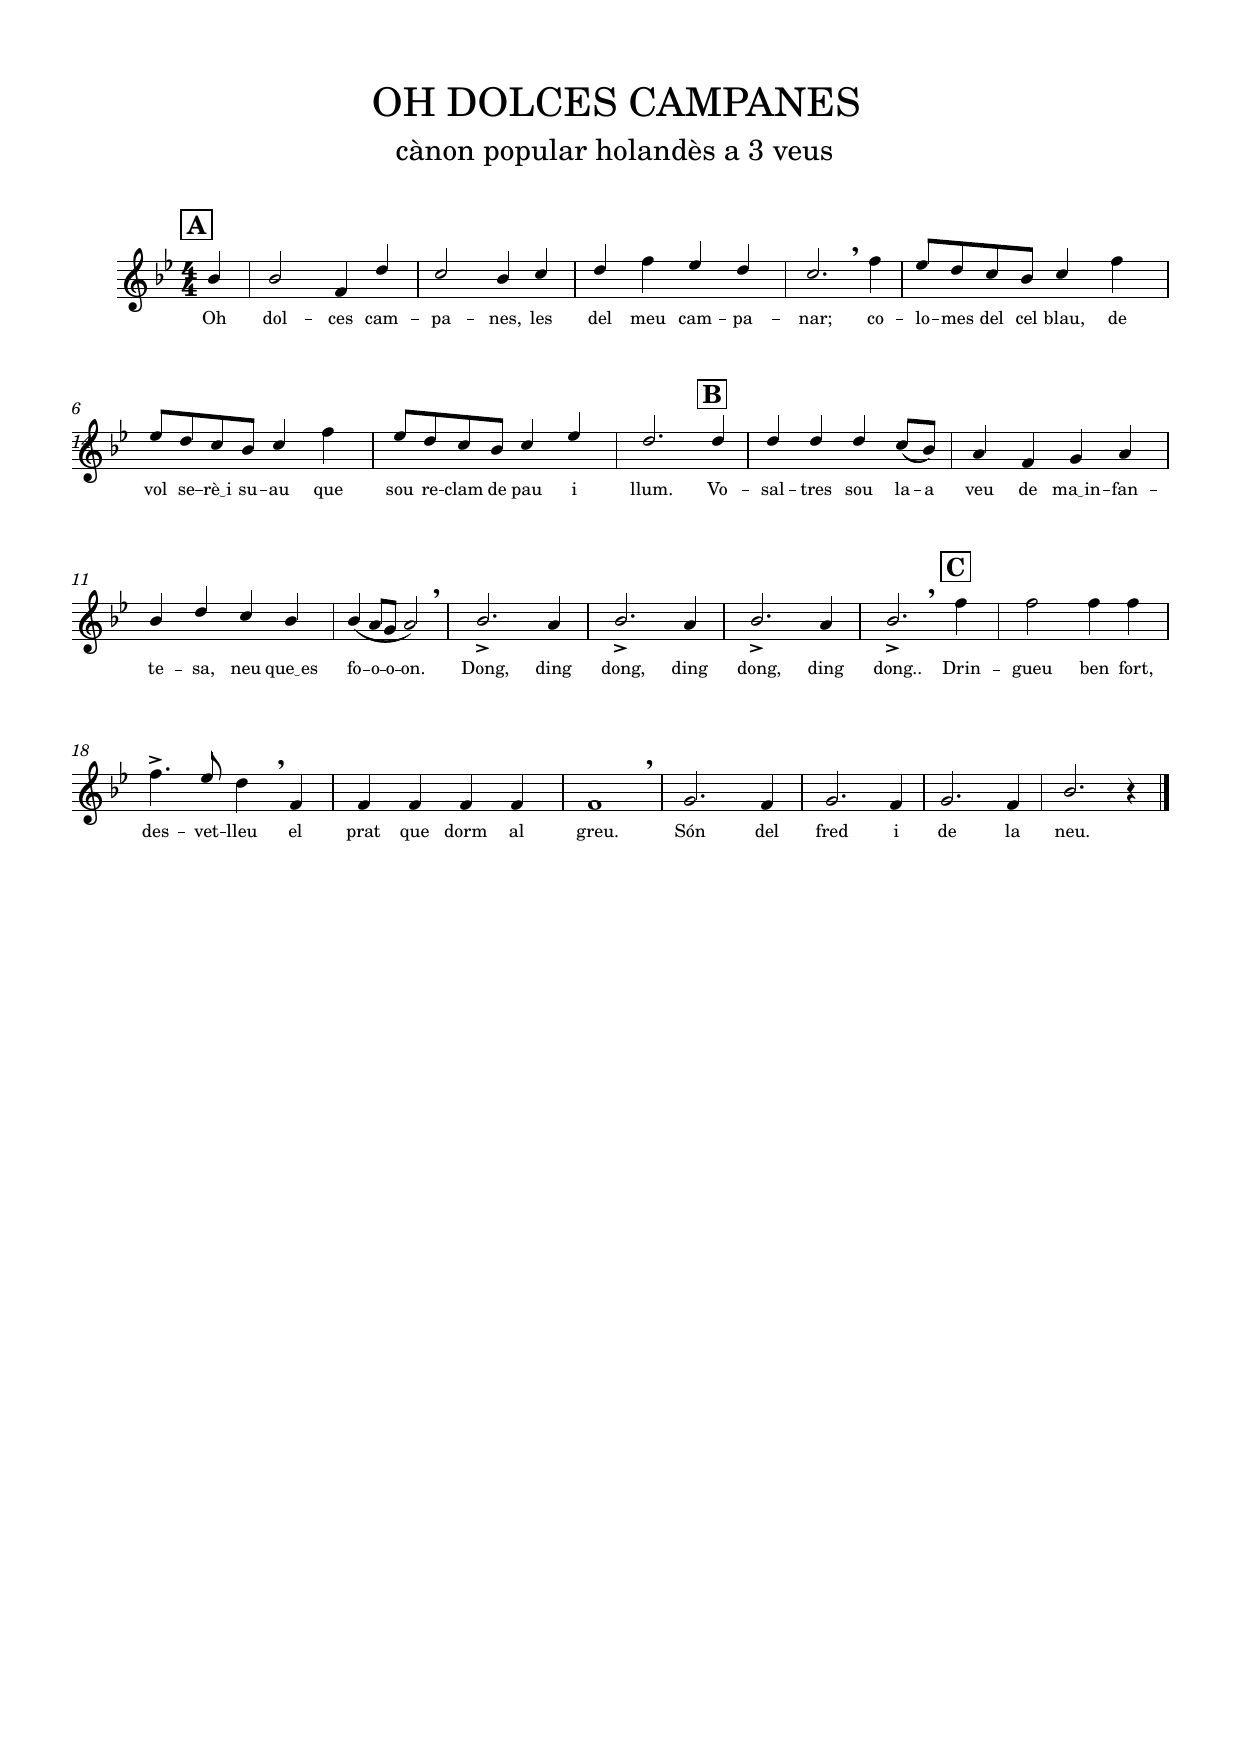 OH DOLCES CAMPANES
cànon popular holandès a 3 veus
A
Oh dol – ces cam – pa – nes, les del meu cam – pa – nar; co – lo – mes del cel blau, de
6
B
vol se – rè‿i su – au que sou re – clam de pau i llum. Vo – sal – tres sou la – a veu de ma‿in – fan –
11
C
te – sa, neu que‿es fo – o – o – on. Dong, ding dong, ding dong, ding dong.. Drin – gueu ben fort,
18
des – vet – lleu el prat que dorm al greu. Són del fred i de la neu.